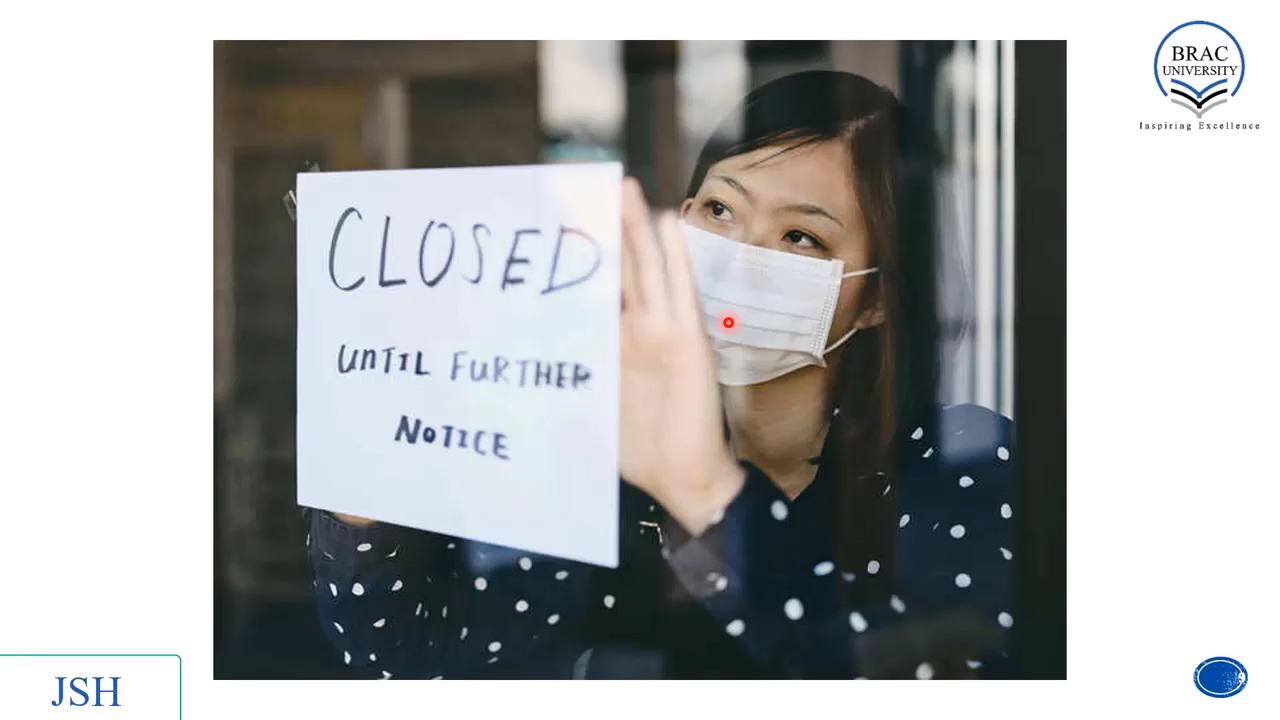 BRAC
UNIVERSITY
Inspiring Excellence
CLOSED
UNTIL FURTHER
NOTICE
JSH